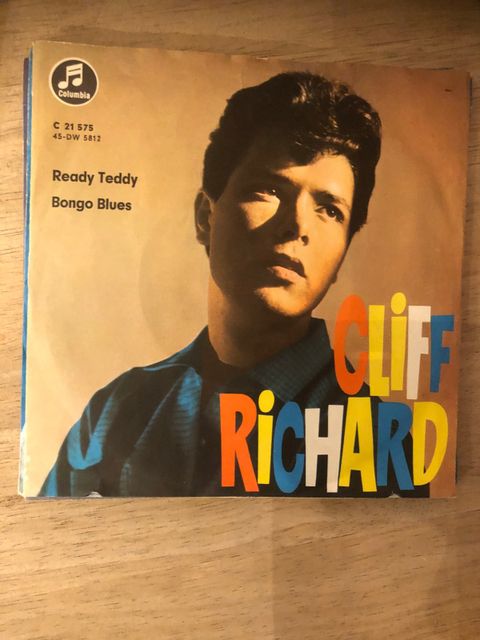 Columbia
C 21 575
45-DW 5812
Ready Teddy
Bongo Blues
CLiFF
RiCHARD